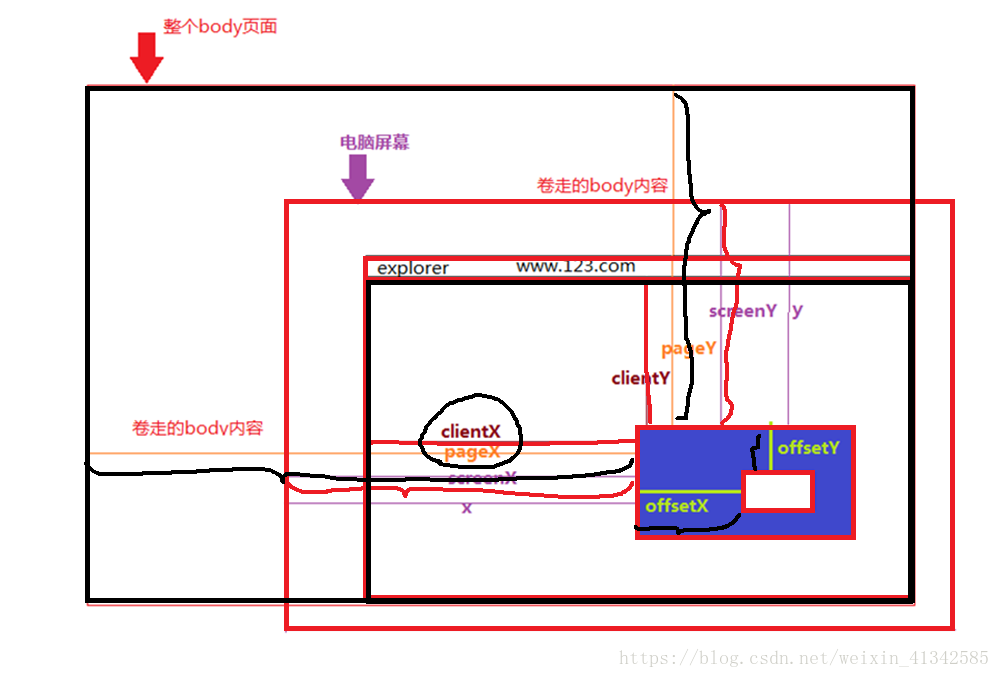 整个body页面
电脑屏幕
卷走的body内容
explorer www.123.com
screenY y
pageY
clientY
卷走的body内容
clientX
pageX
screenX
x
offsetY
offsetX
https://blog.csdn.net/weixin_41342585